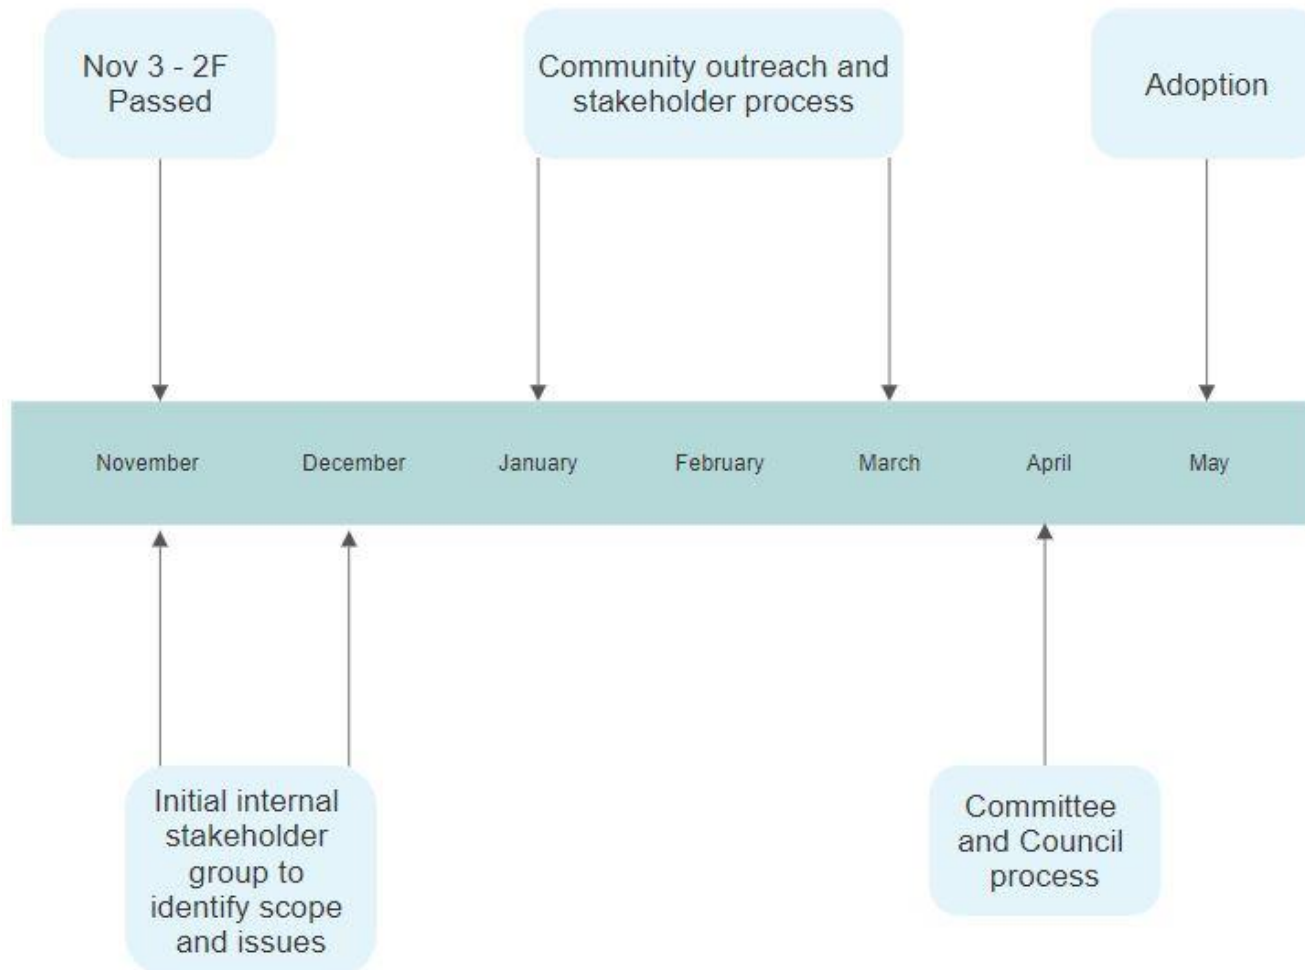 Nov 3 - 2F
Passed
Community outreach and
stakeholder process
Adoption
November
December
January
February
March
April
May
Initial internal
stakeholder
group to
identify scope
and issues
Committee
and Council
process